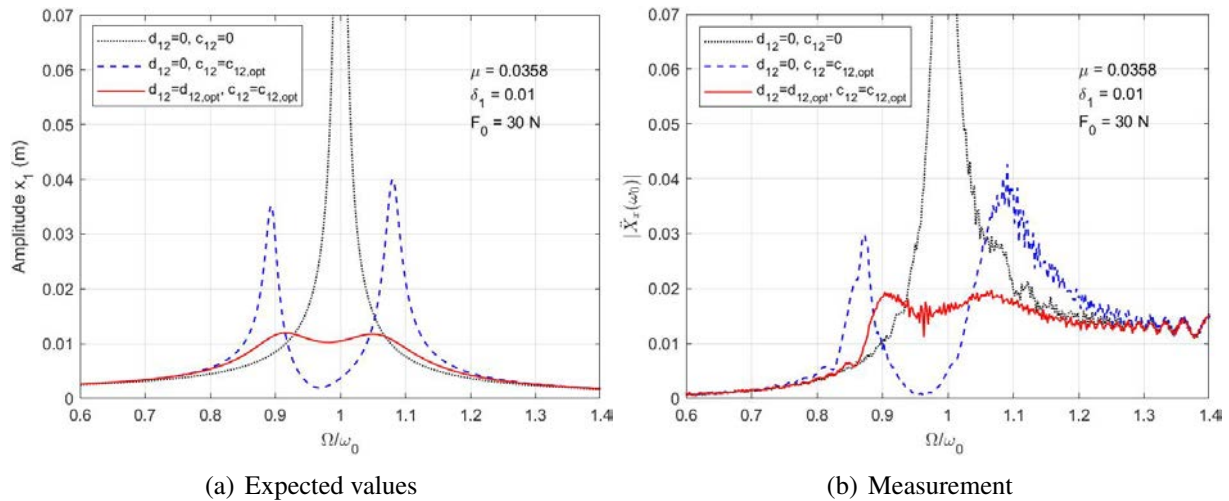 0.07
0.06
0.05
0.04
0.03
0.02
0.01
0
Amplitude x₁ (m)
d₁₂=0, c₁₂=0
d₁₂=0, c₁₂=c₁₂,opt
d₁₂=d₁₂,opt, c₁₂=c₁₂,opt
μ = 0.0358
δ₁ = 0.01
F₀ = 30 N
0.6 0.7 0.8 0.9 1 1.1 1.2 1.3 1.4
Ω/ω₀
(a) Expected values
0.07
0.06
0.05
0.04
0.03
0.02
0.01
0
|Ẍₓ(ω₀)|
d₁₂=0, c₁₂=0
d₁₂=0, c₁₂=c₁₂,opt
d₁₂=d₁₂,opt, c₁₂=c₁₂,opt
μ = 0.0358
δ₁ = 0.01
F₀ = 30 N
0.6 0.7 0.8 0.9 1 1.1 1.2 1.3 1.4
Ω/ω₀
(b) Measurement